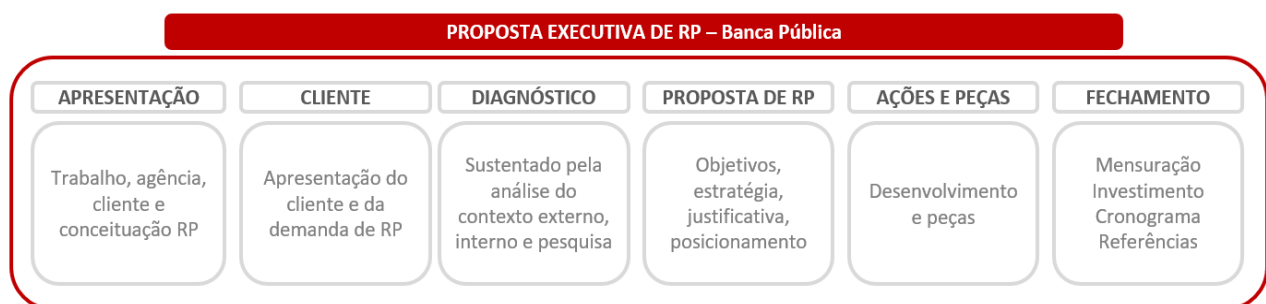 PROPOSTA EXECUTIVA DE RP – Banca Pública
APRESENTAÇÃO
Trabalho, agência,
cliente e
conceituação RP
CLIENTE
Apresentação do
cliente e da
demanda de RP
DIAGNÓSTICO
Sustentado pela
análise do
contexto externo,
interno e pesquisa
PROPOSTA DE RP
Objetivos,
estratégia,
justificativa,
posicionamento
AÇÕES E PEÇAS
Desenvolvimento
e peças
FECHAMENTO
Mensuração
Investimento
Cronograma
Referências